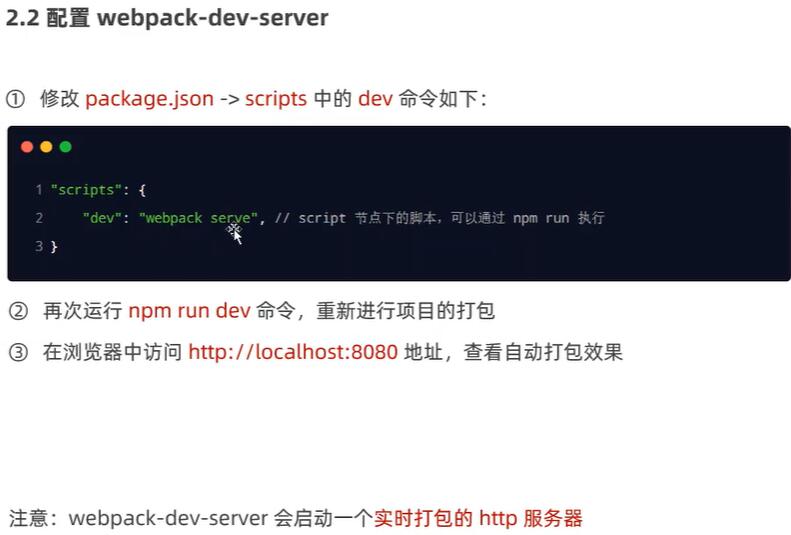 2.2 配置 webpack-dev-server
① 修改 package.json -> scripts 中的 dev 命令如下：
1 "scripts": {
2 "dev": "webpack serve", // script 节点下的脚本，可以通过 npm run 执行
3 }
② 再次运行 npm run dev 命令，重新进行项目的打包
③ 在浏览器中访问 http://localhost:8080 地址，查看自动打包效果
注意：webpack-dev-server 会启动一个实时打包的 http 服务器